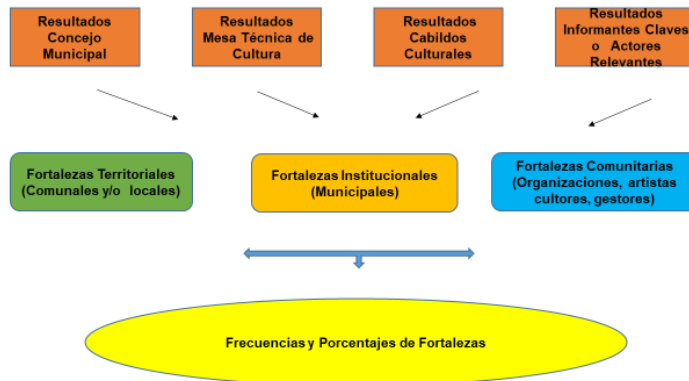 Resultados
Concejo
Municipal
Resultados
Mesa Técnica de
Cultura
Resultados
Cabildos
Culturales
Resultados
Informantes Claves
o Actores
Relevantes
Fortalezas Territoriales
(Comunales y/o locales)
Fortalezas Institucionales
(Municipales)
Fortalezas Comunitarias
(Organizaciones, artistas
cultores, gestores)
Frecuencias y Porcentajes de Fortalezas